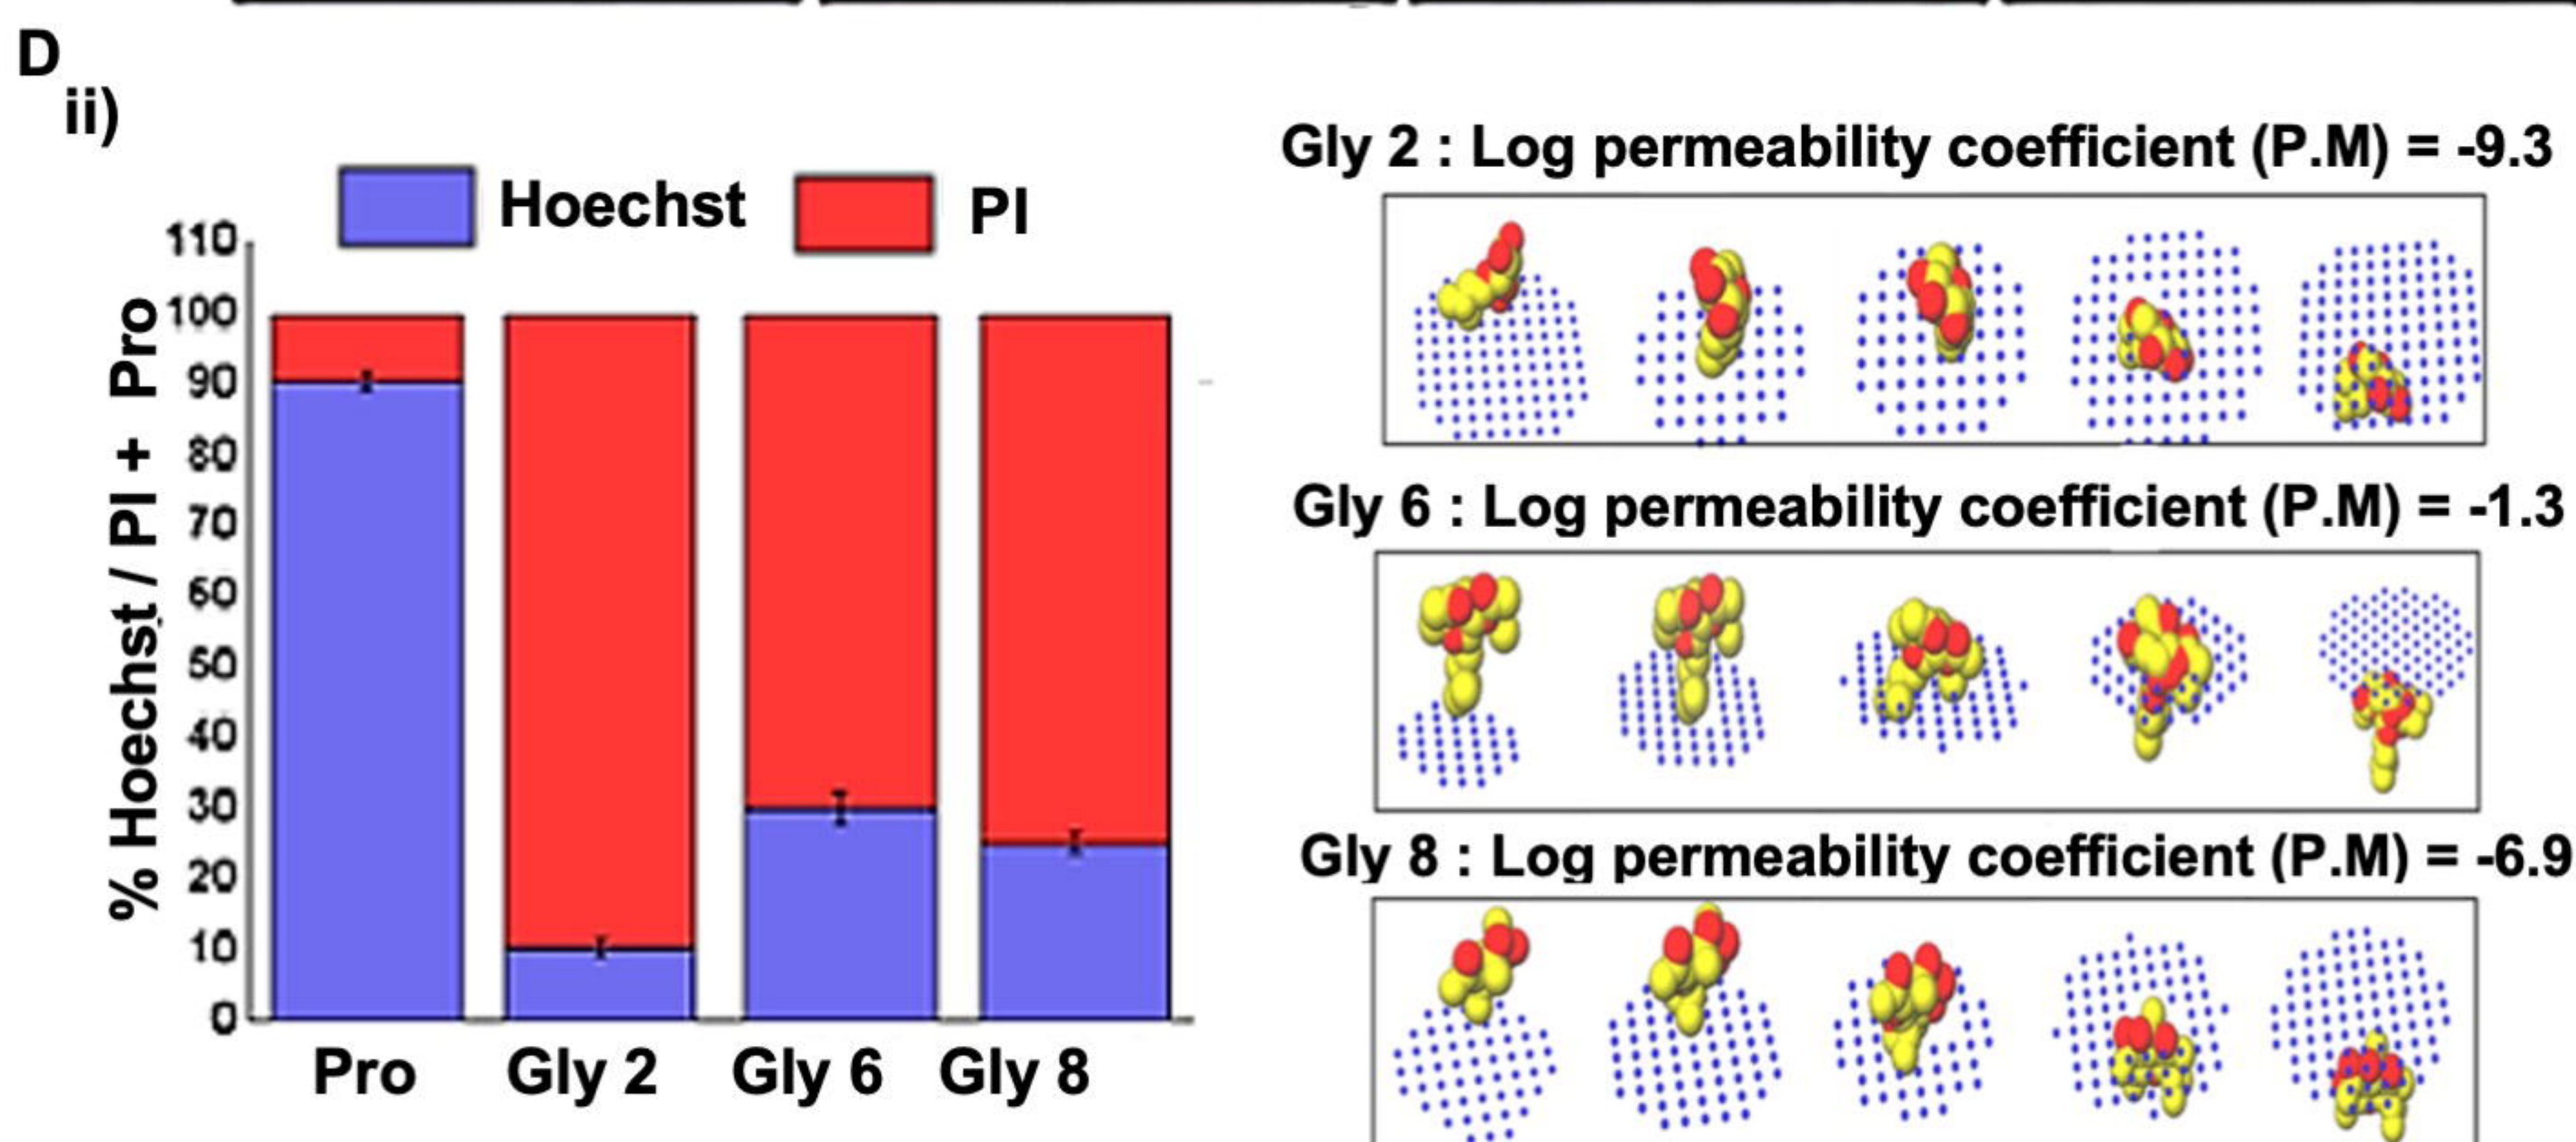 D
ii)
Hoechst
PI
% Hoechst / PI + Pro
110
100
90
80
70
60
50
40
30
20
10
0
Pro
Gly 2
Gly 6
Gly 8
Gly 2 : Log permeability coefficient (P.M) = -9.3
Gly 6 : Log permeability coefficient (P.M) = -1.3
Gly 8 : Log permeability coefficient (P.M) = -6.9